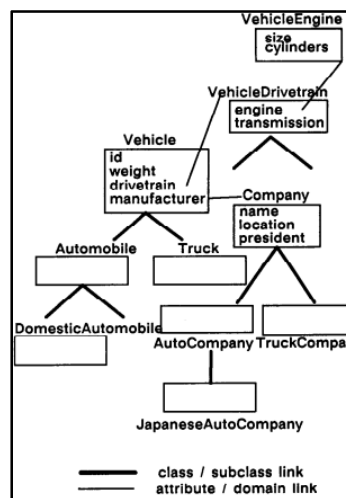 VehicleEngine
size
cylinders
VehicleDrivetrain
engine
transmission
Vehicle
id
weight
drivetrain
manufacturer
Company
name
location
president
Automobile
Truck
DomesticAutomobile
AutoCompany
TruckCompa
JapaneseAutoCompany
class / subclass link
attribute / domain link